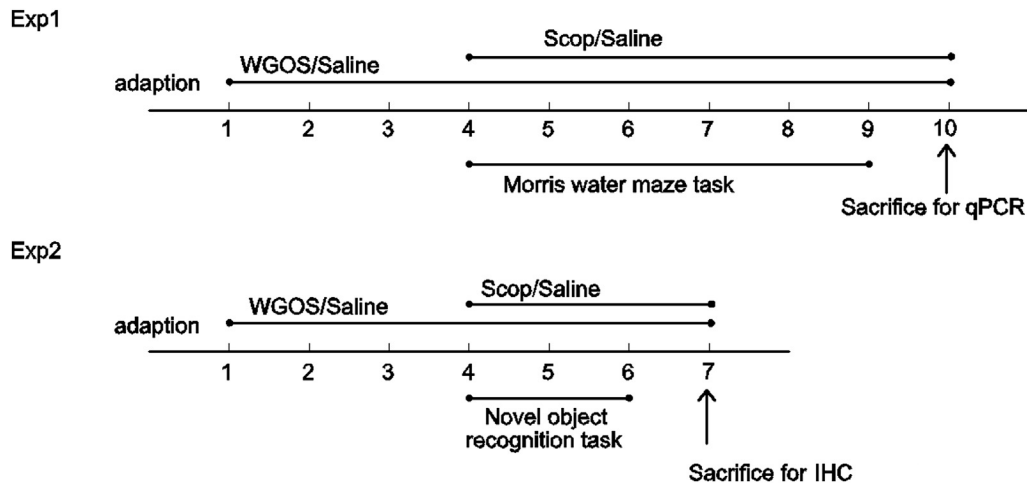 Exp1
Scop/Saline
WGOS/Saline
adaption
1 2 3 4 5 6 7 8 9 10
Morris water maze task
Sacrifice for qPCR
Exp2
Scop/Saline
WGOS/Saline
adaption
1 2 3 4 5 6 7
Novel object
recognition task
Sacrifice for IHC